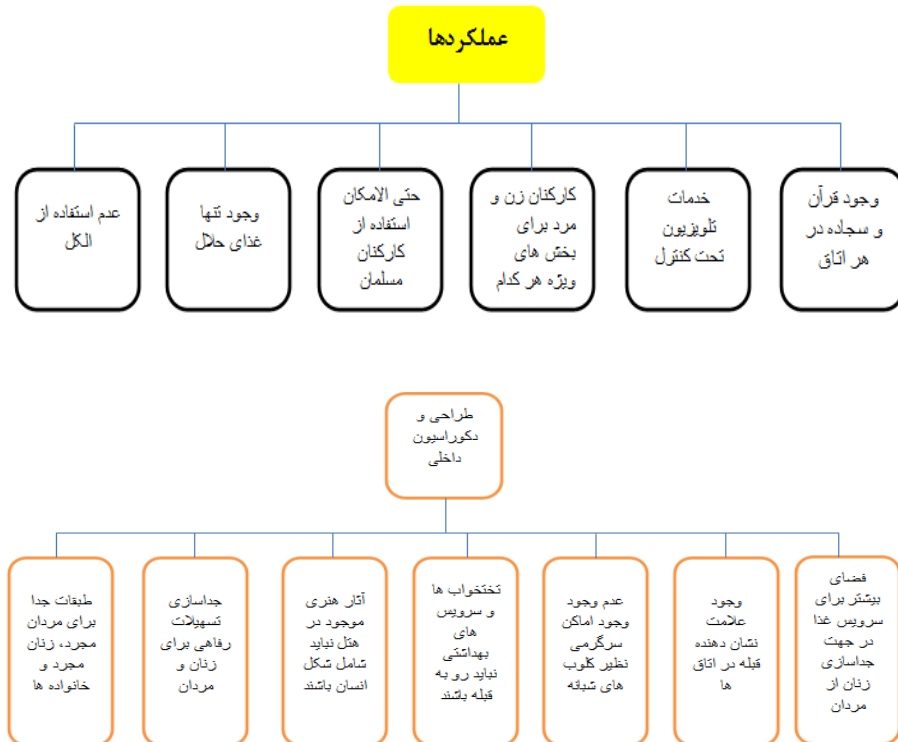 عملکردها
وجود قرآن
و سجاده در
هر اتاق
خدمات
تلویزیون
تحت کنترل
کارکنان زن و
مرد برای
بخش های
ویژه هر کدام
حتی الامکان
استفاده از
کارکنان
مسلمان
وجود تنها
غذای حلال
عدم استفاده از
الکل
طراحی و
دکوراسیون
داخلی
فضای
بیشتر برای
سرویس غذا
در جهت
جداسازی
زنان از
مردان
وجود
علامت
نشان دهنده
قبله در اتاق
ها
عدم وجود
وجود اماکن
سرگرمی
نظیر کلوب
های شبانه
تختخواب ها
و سرویس
های
بهداشتی
نباید رو به
قبله باشند
آثار هنری
موجود در
هتل نباید
شامل شکل
انسان باشند
جداسازی
تسهیلات
رفاهی برای
زنان و
مردان
طبقات جدا
برای مردان
مجرد، زنان
مجرد و
خانواده ها